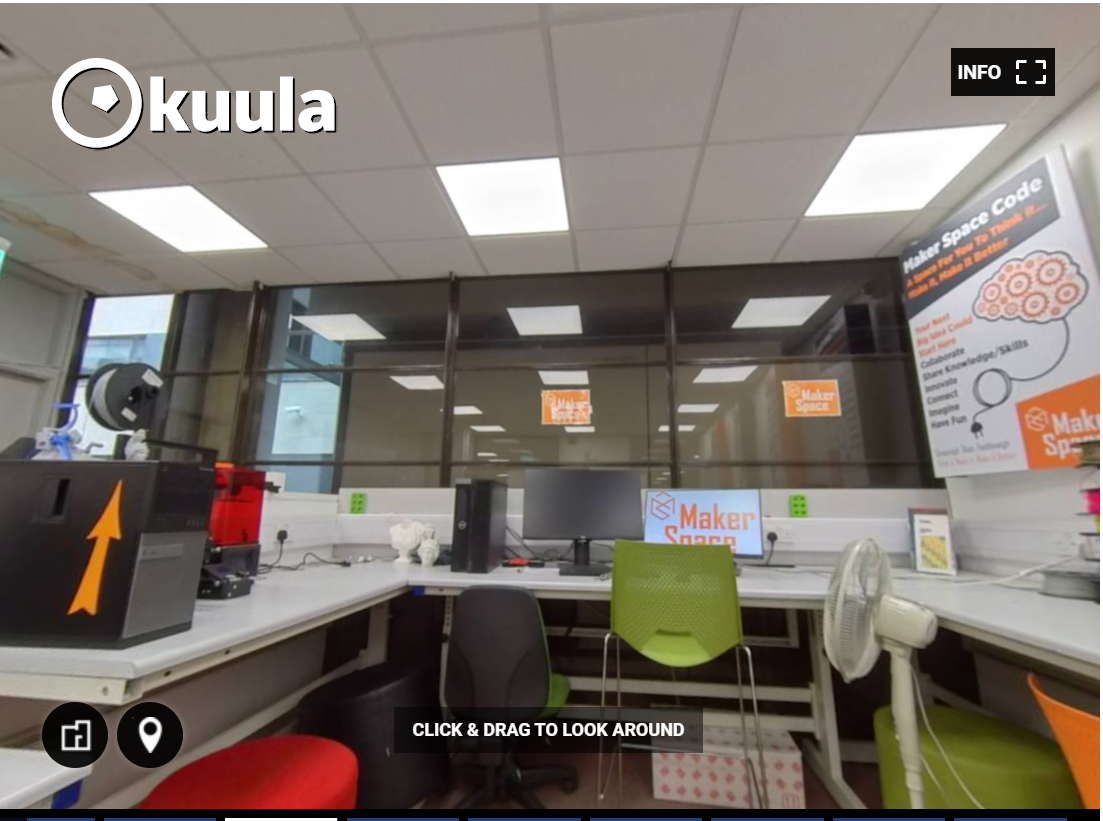 kuula
INFO
Maker Space Code
A Space For You To Think It...
Make It, Make It Better
Your Next
Big Idea Could
Start Here
Collaborate
Share Knowledge/Skills
Innovate
Connect
Imagine
Have Fun
Maker
Space
Maker
Space
Maker
Space
CLICK & DRAG TO LOOK AROUND